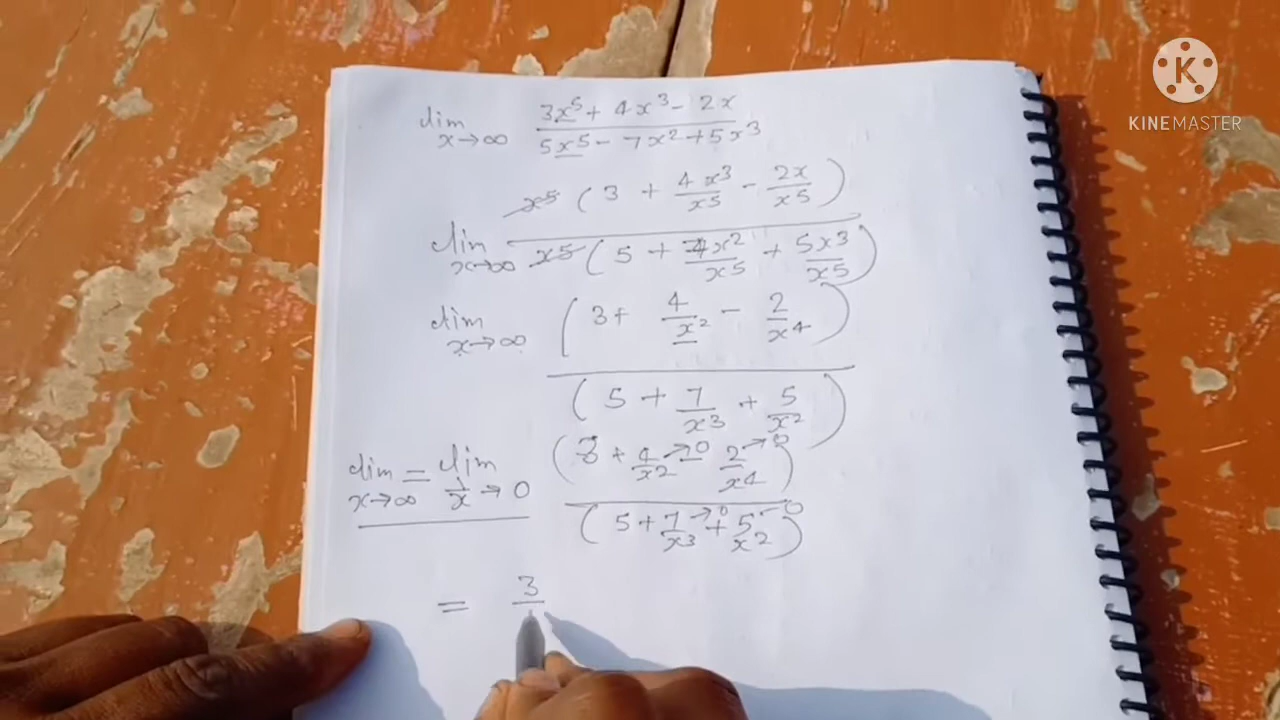 K
KINEMASTER
lim x→∞ (3x⁵ + 4x³ - 2x) / (5x⁵ - 7x² + 5x³)
lim x→∞ x⁵ (3 + 4x³/x⁵ - 2x/x⁵) / x⁵ (5 + 7x²/x⁵ + 5x³/x⁵)
lim x→∞ (3 + 4/x² - 2/x⁴) / (5 + 7/x³ + 5/x²)
lim x→∞ = lim 1/x → 0 (3 + 4/x² →0 - 2/x⁴ →0) / (5 + 7/x³ →0 + 5/x² →0)
= 3/